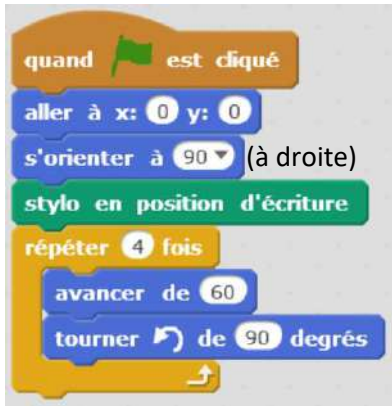 quand est cliqué
aller à x: 0 y: 0
s'orienter à 90 (à droite)
stylo en position d'écriture
répéter 4 fois
avancer de 60
tourner de 90 degrés